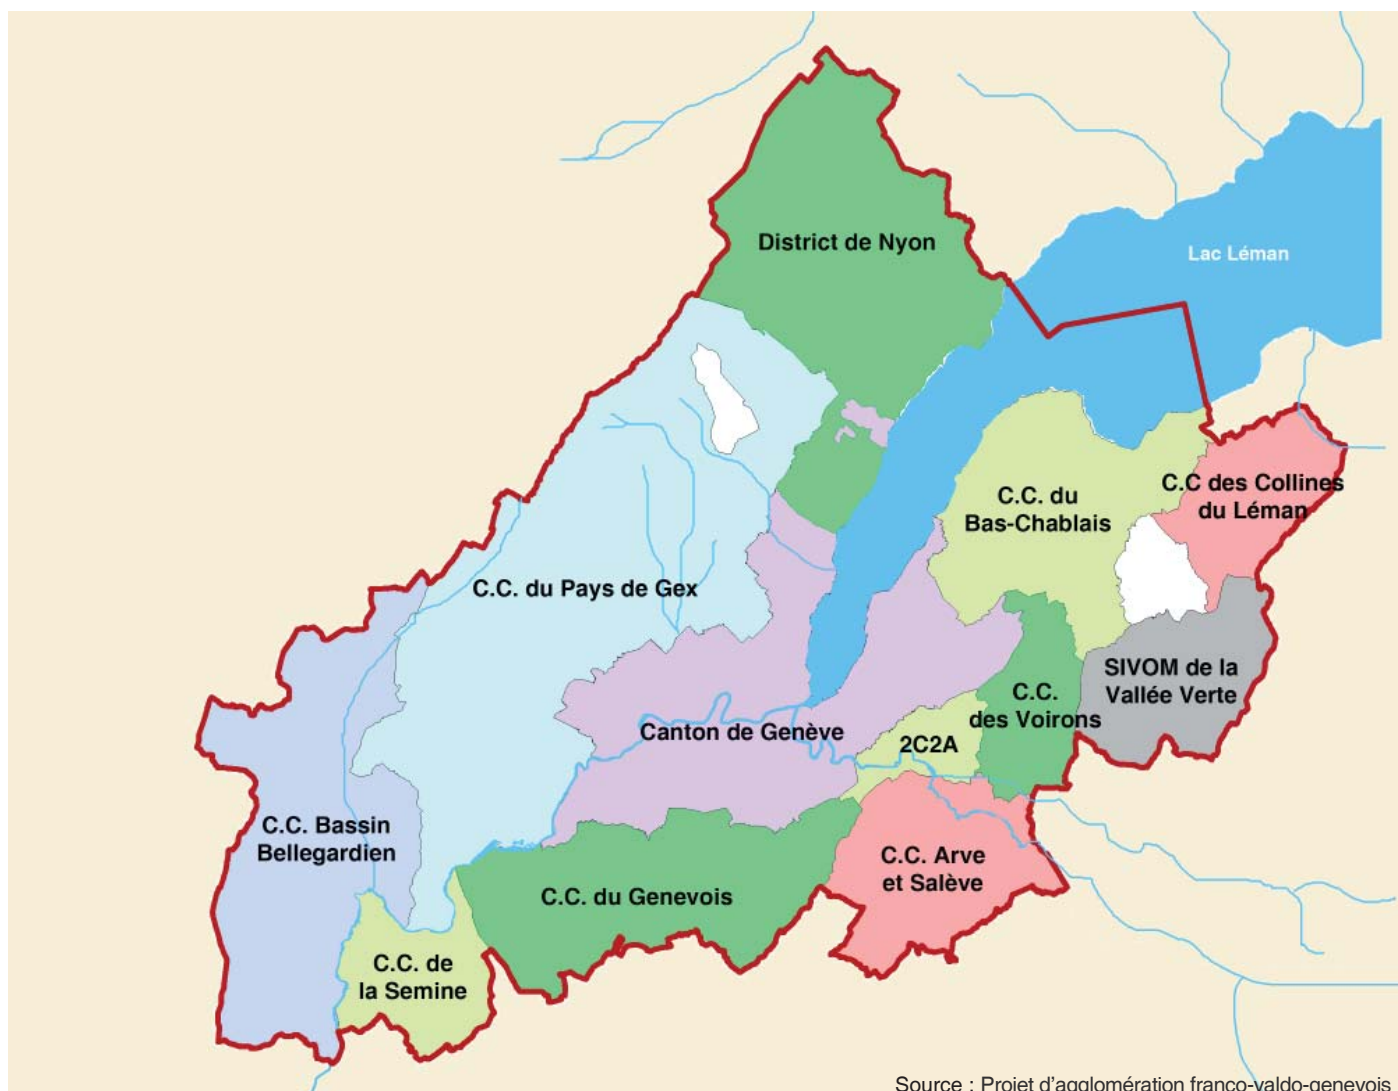 District de Nyon
Lac Léman
C.C. du
Bas-Chablais
C.C des Collines
du Léman
C.C. du Pays de Gex
SIVOM de la
Vallée Verte
C.C.
des Voirons
Canton de Genève
2C2A
C.C. Bassin
Bellegardien
C.C. Arve
et Salève
C.C. du Genevois
C.C. de
la Semine
Source : Projet d'agglomération franco-valdo-genevois